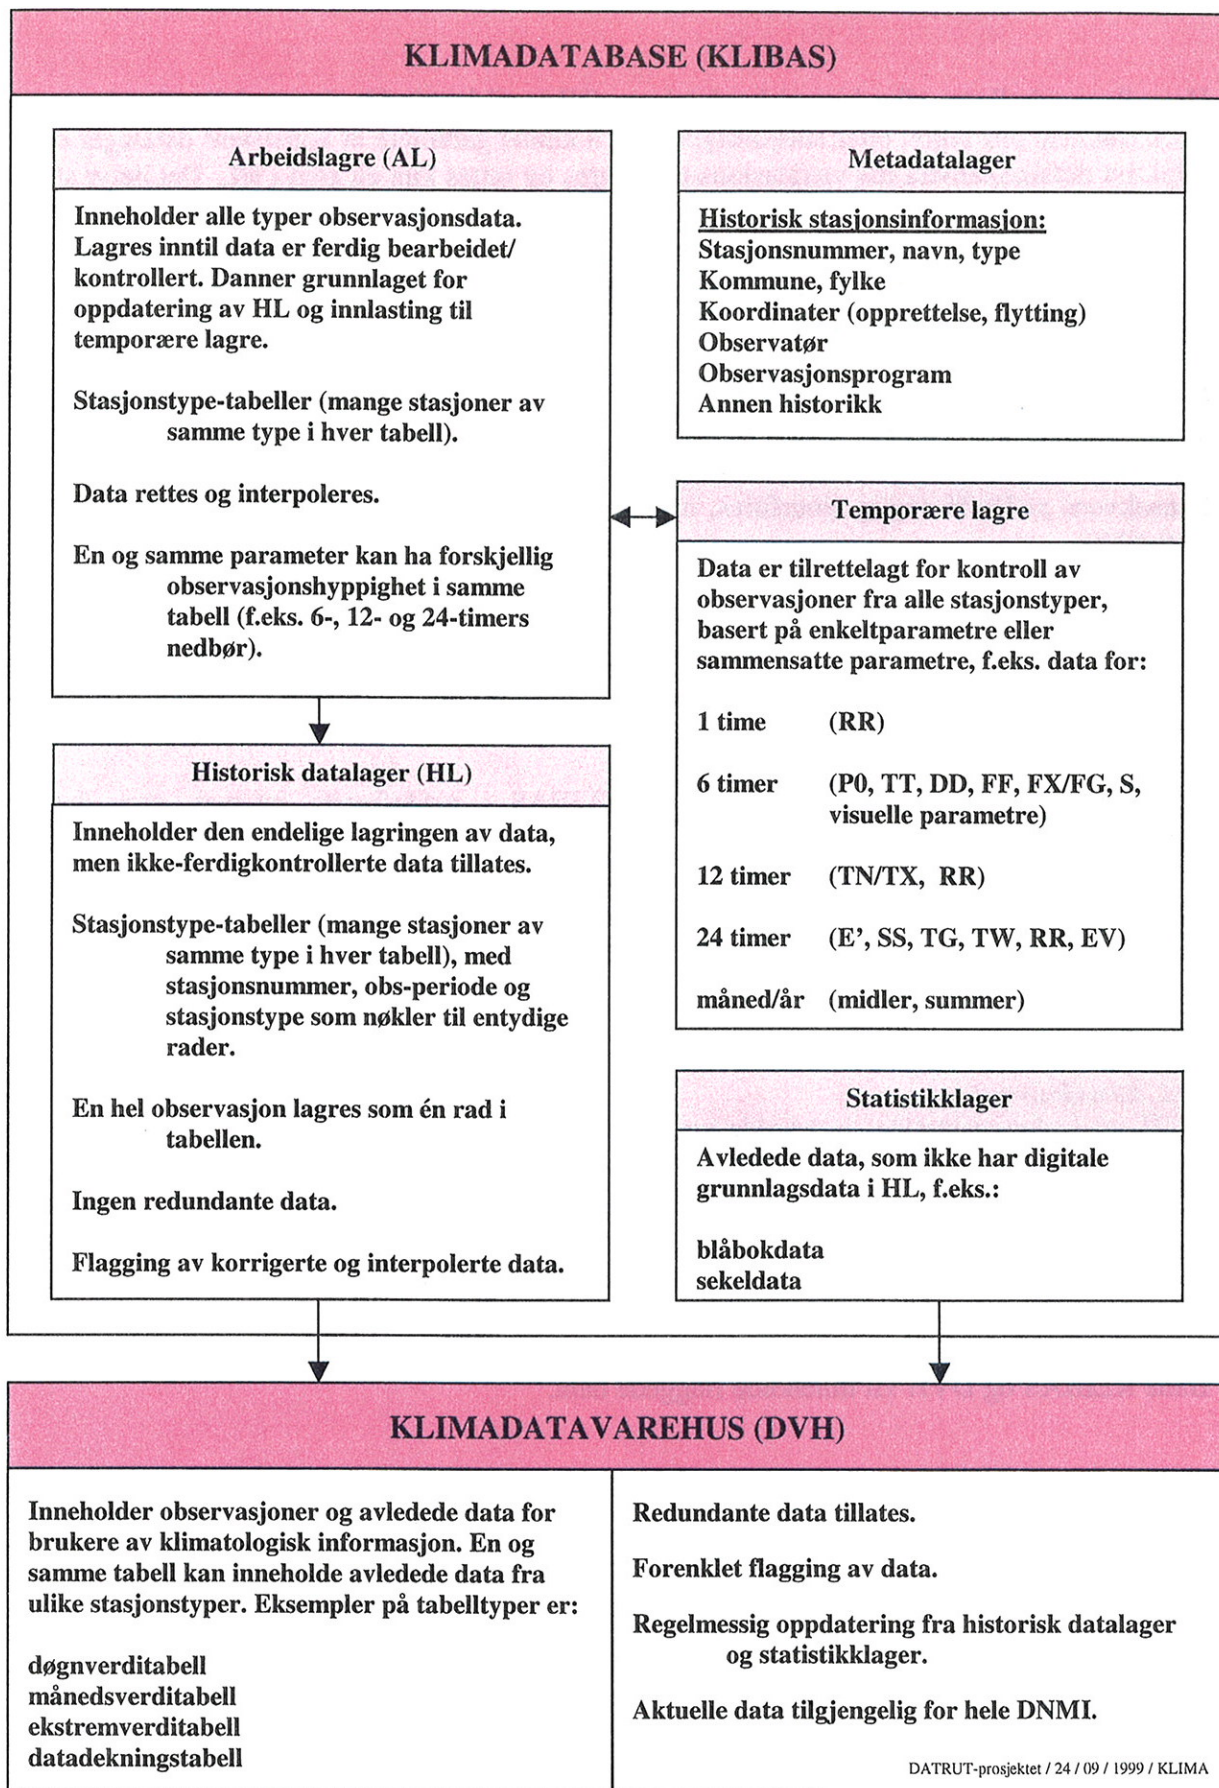 KLIMADATABASE (KLIBAS)
Arbeidslagre (AL)
Inneholder alle typer observasjonsdata.
Lagres inntil data er ferdig bearbeidet/
kontrollert. Danner grunnlaget for
oppdatering av HL og innlasting til
temporære lagre.
Stasjonstype-tabeller (mange stasjoner av
samme type i hver tabell).
Data rettes og interpoleres.
En og samme parameter kan ha forskjellig
observasjonshyppighet i samme
tabell (f.eks. 6-, 12- og 24-timers
nedbør).
Historisk datalager (HL)
Inneholder den endelige lagringen av data,
men ikke-ferdigkontrollerte data tillates.
Stasjonstype-tabeller (mange stasjoner av
samme type i hver tabell), med
stasjonsnummer, obs-periode og
stasjonstype som nøkler til entydige
rader.
En hel observasjon lagres som én rad i
tabellen.
Ingen redundante data.
Flagging av korrigerte og interpolerte data.
Metadatalager
Historisk stasjonsinformasjon:
Stasjonsnummer, navn, type
Kommune, fylke
Koordinater (opprettelse, flytting)
Observatør
Observasjonsprogram
Annen historikk
Temporære lagre
Data er tilrettelagt for kontroll av
observasjoner fra alle stasjonstyper,
basert på enkeltparametre eller
sammensatte parametre, f.eks. data for:
1 time (RR)
6 timer (P0, TT, DD, FF, FX/FG, S,
visuelle parametre)
12 timer (TN/TX, RR)
24 timer (E', SS, TG, TW, RR, EV)
måned/år (midler, summer)
Statistikklager
Avledede data, som ikke har digitale
grunnlagsdata i HL, f.eks.:
blåbokdata
sekeldata
KLIMADATAVAREHUS (DVH)
Inneholder observasjoner og avledede data for
brukere av klimatologisk informasjon. En og
samme tabell kan inneholde avledede data fra
ulike stasjonstyper. Eksempler på tabelltyper er:
døgnverditabell
månedsverditabell
ekstremverditabell
datadekningstabell
Redundante data tillates.
Forenklet flagging av data.
Regelmessig oppdatering fra historisk datalager
og statistikklager.
Aktuelle data tilgjengelig for hele DNMI.
DATRUT-prosjektet / 24 / 09 / 1999 / KLIMA